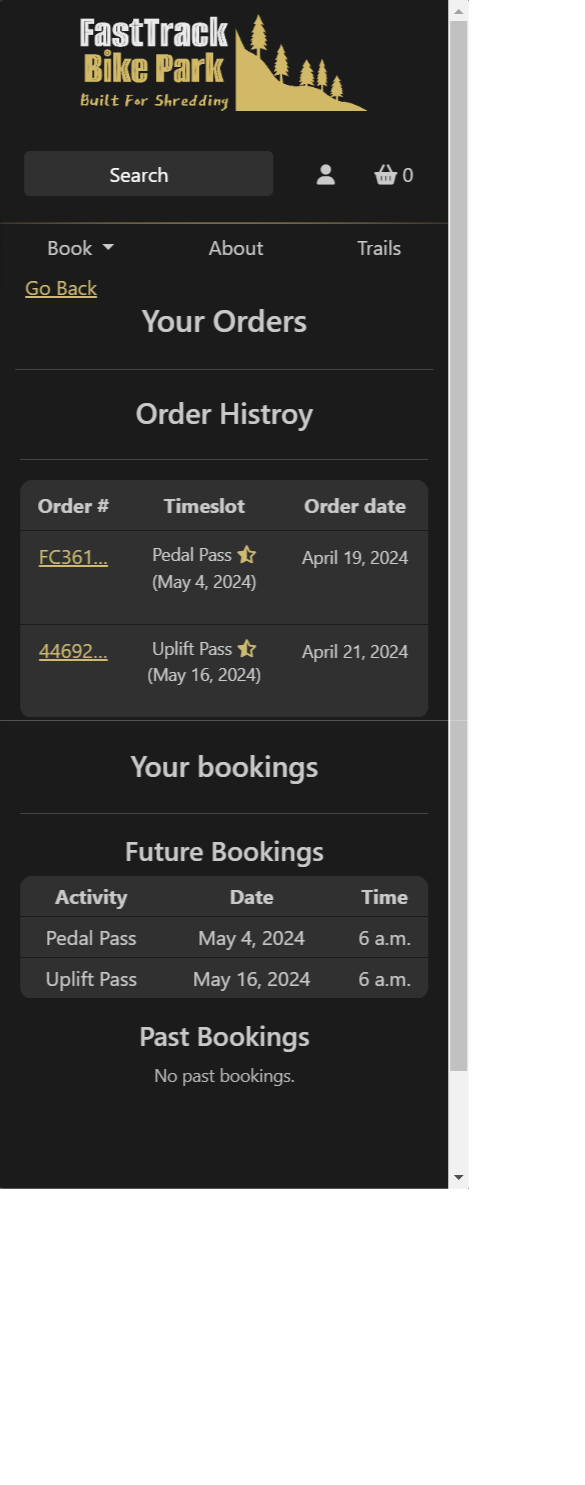 FastTrack
Bike Park
Built For Shredding
Search
0
Book About Trails
Go Back
Your Orders
Order Histroy
Order # Timeslot Order date
FC361... Pedal Pass April 19, 2024
(May 4, 2024)
44692... Uplift Pass April 21, 2024
(May 16, 2024)
Your bookings
Future Bookings
Activity Date Time
Pedal Pass May 4, 2024 6 a.m.
Uplift Pass May 16, 2024 6 a.m.
Past Bookings
No past bookings.